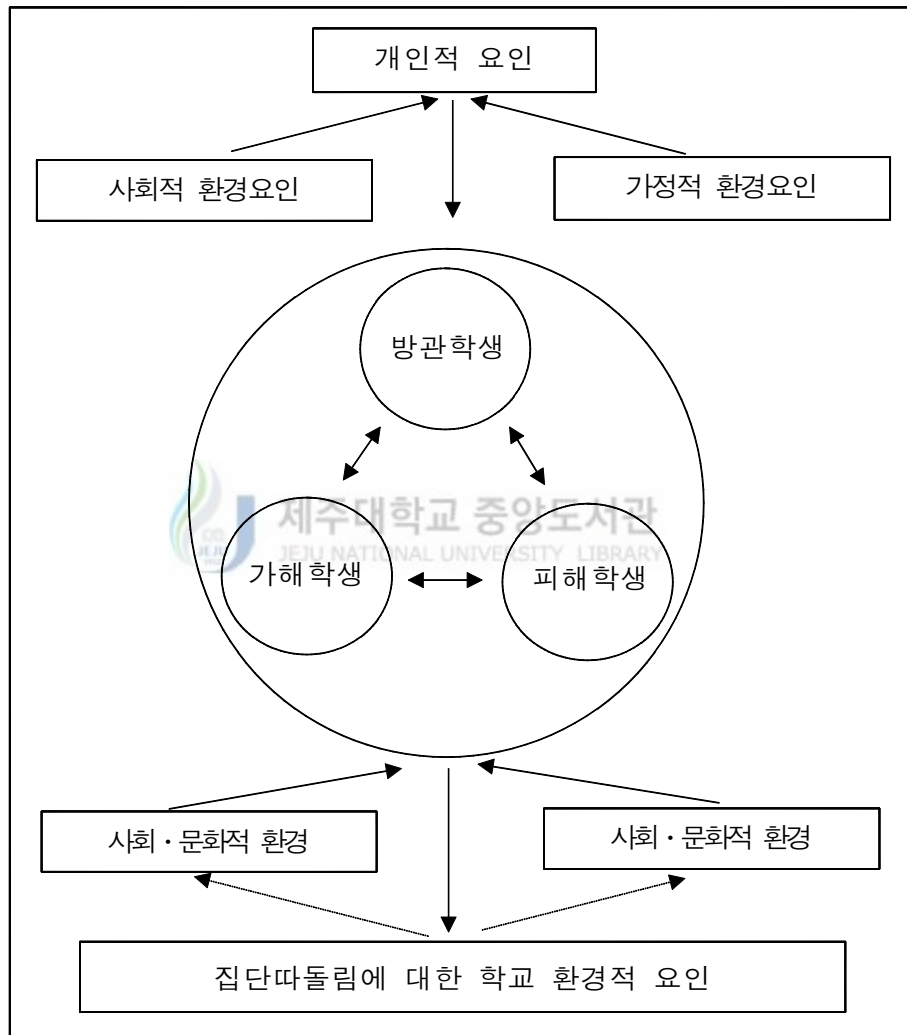 개인적 요인
사회적 환경요인
가정적 환경요인
방관학생
제주대학교 중앙도서관
JEJU NATIONAL UNIVERSITY LIBRARY
JEJU
가해학생
피해학생
사회·문화적 환경
사회·문화적 환경
집단따돌림에 대한 학교 환경적 요인